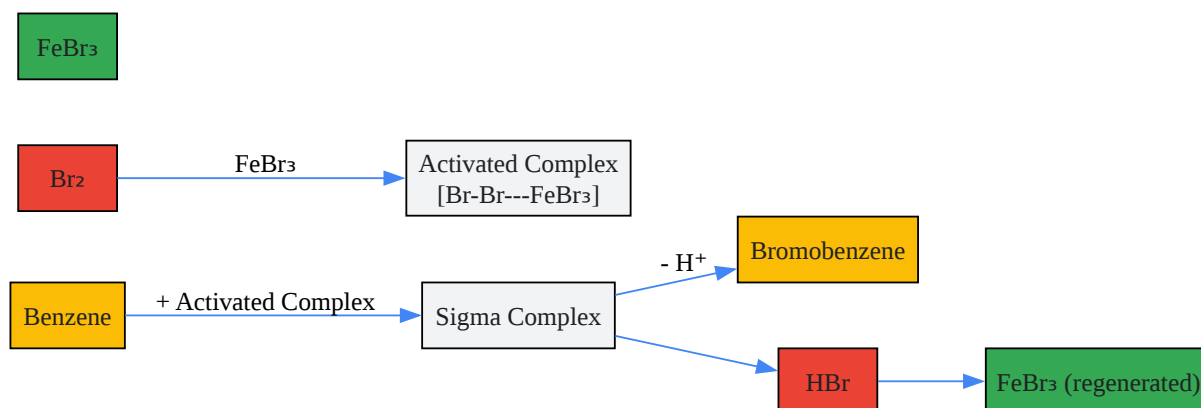 FeBr₃
Br₂
FeBr₃
Activated Complex
[Br-Br---FeBr₃]
Benzene
+ Activated Complex
Sigma Complex
- H⁺
Bromobenzene
HBr
FeBr₃ (regenerated)